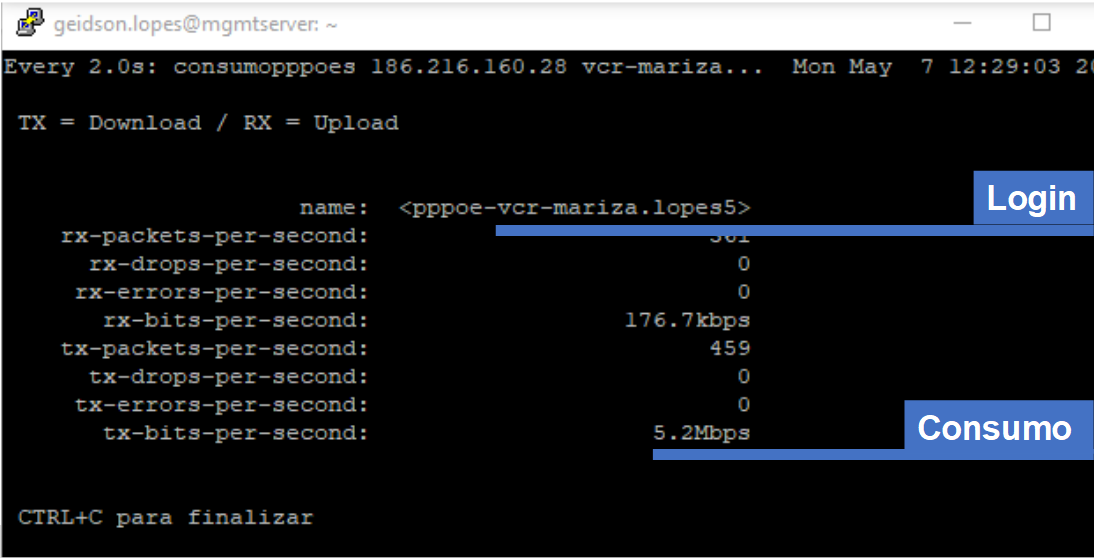 geidson.lopes@mgmtserver: ~
Every 2.0s: consumopppoes 186.216.160.28 vcr-mariza... Mon May 7 12:29:03 20
TX = Download / RX = Upload
name: <pppoe-vcr-mariza.lopes5>
Login
rx-packets-per-second: 361
rx-drops-per-second: 0
rx-errors-per-second: 0
rx-bits-per-second: 176.7kbps
tx-packets-per-second: 459
tx-drops-per-second: 0
tx-errors-per-second: 0
tx-bits-per-second: 5.2Mbps
Consumo
CTRL+C para finalizar